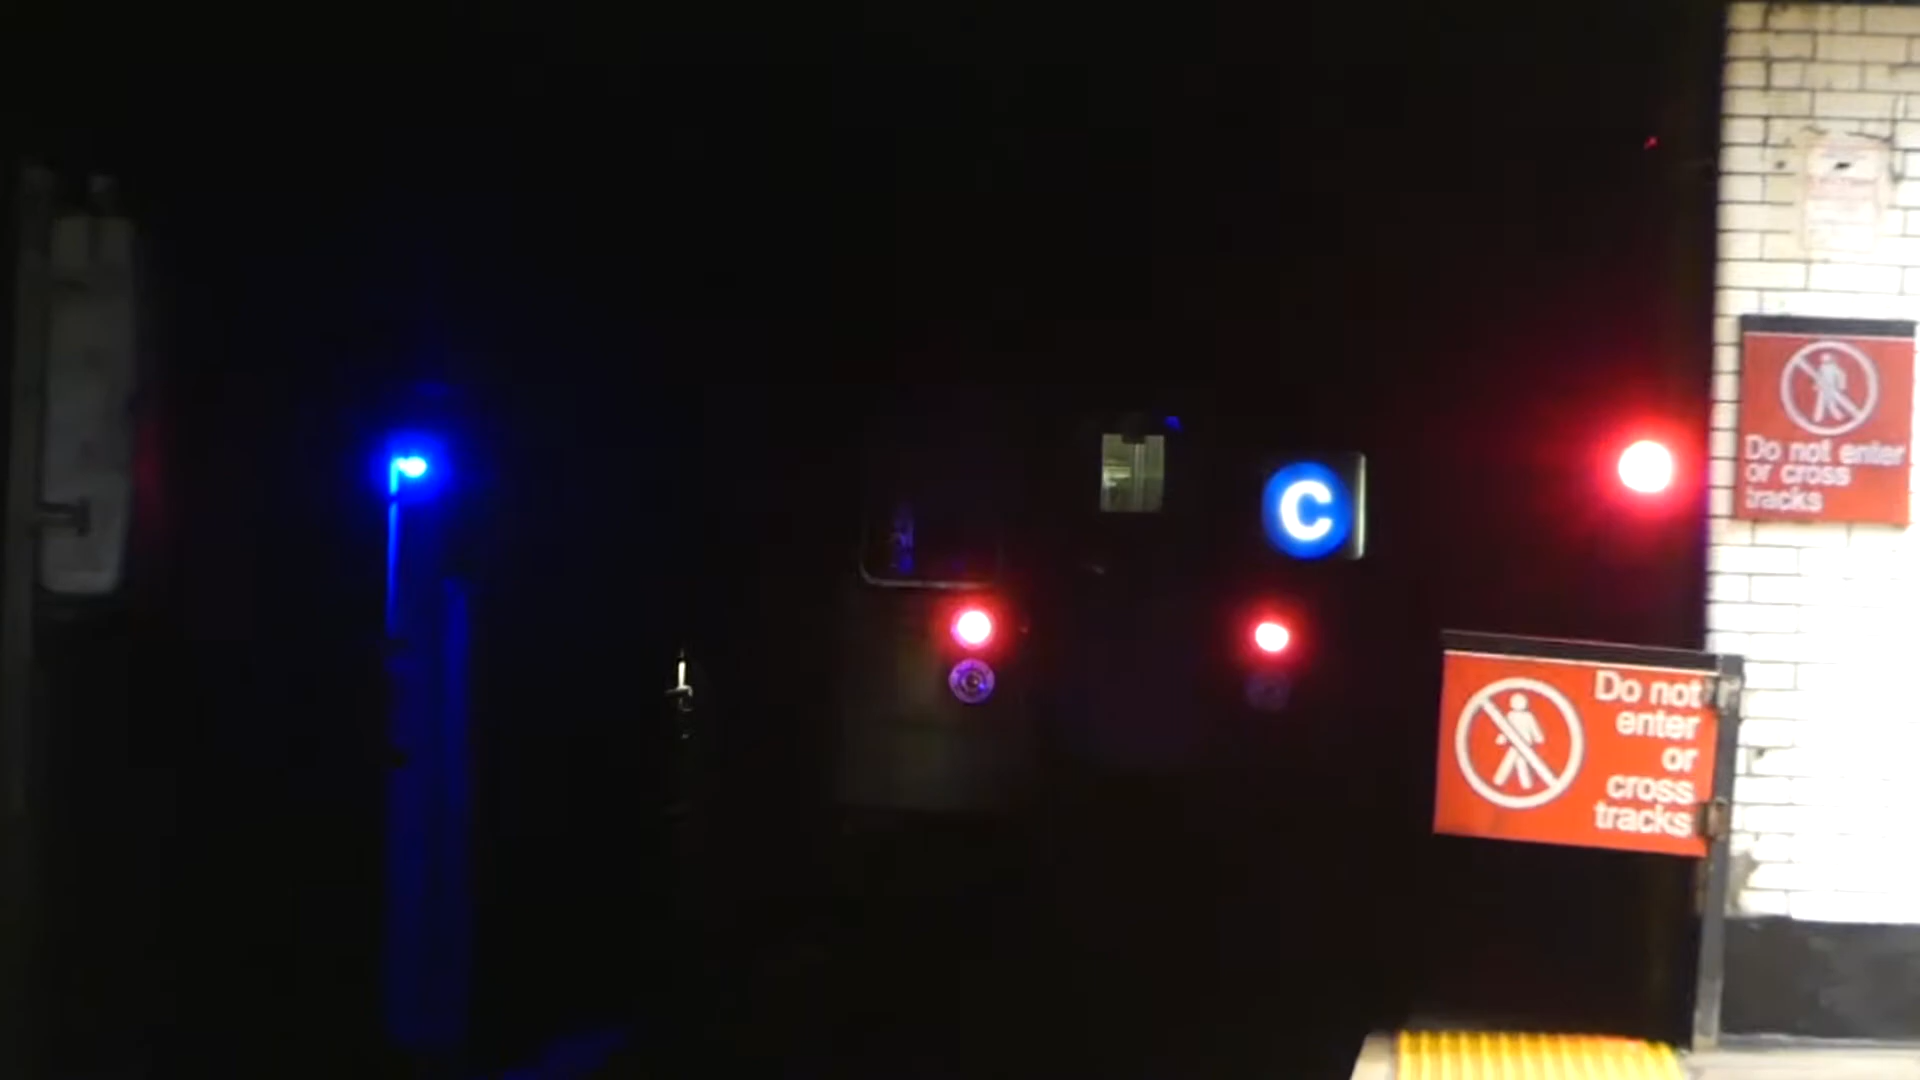 C
Do not enter
or cross
tracks
Do not
enter
or
cross
tracks